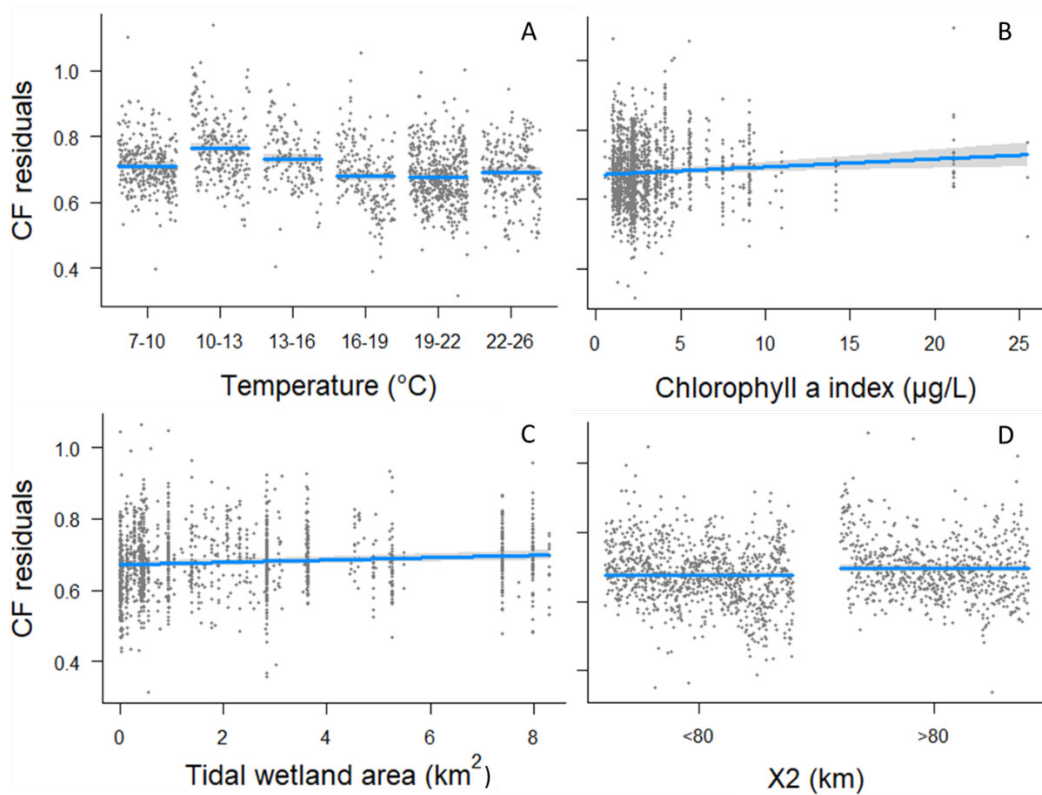 A
CF residuals
1.0
0.8
0.6
0.4
7-10 10-13 13-16 16-19 19-22 22-26
Temperature (°C)
B
0 5 10 15 20 25
Chlorophyll a index (µg/L)
C
CF residuals
1.0
0.8
0.6
0.4
0 2 4 6 8
Tidal wetland area (km²)
D
<80 >80
X2 (km)